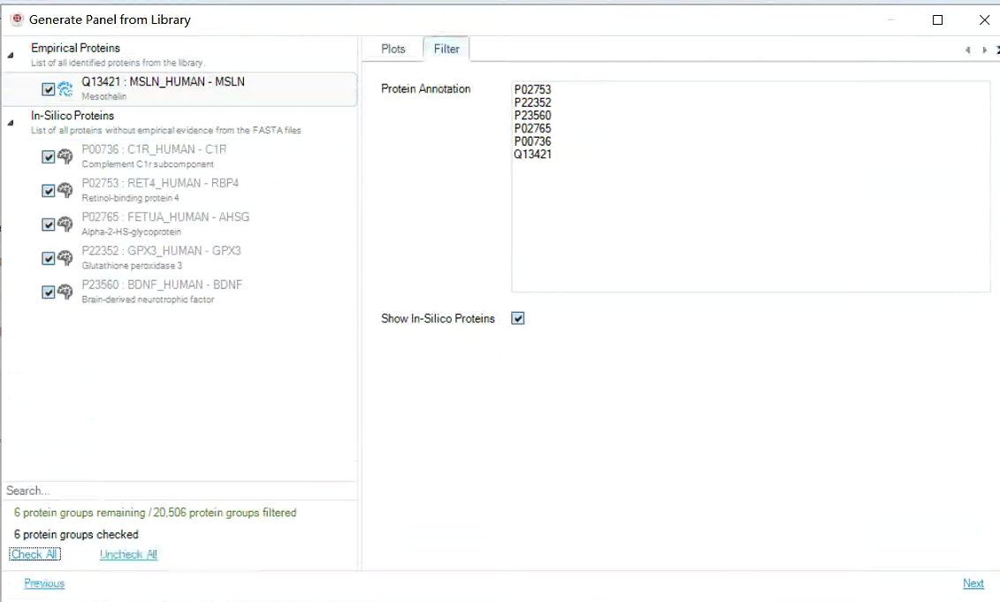 Generate Panel from Library
Empirical Proteins
List of all identified proteins from the library.
Q13421 : MSLN_HUMAN - MSLN
Mesothelin
In-Silico Proteins
List of all proteins without empirical evidence from the FASTA files
P00736 : C1R_HUMAN - C1R
Complement C1r subcomponent
P02753 : RET4_HUMAN - RBP4
Retinol-binding protein 4
P02765 : FETUA_HUMAN - AHSG
Alpha-2-HS-glycoprotein
P22352 : GPX3_HUMAN - GPX3
Glutathione peroxidase 3
P23560 : BDNF_HUMAN - BDNF
Brain-derived neurotrophic factor
Search...
6 protein groups remaining / 20,506 protein groups filtered
6 protein groups checked
Check All Uncheck All
Plots Filter
Protein Annotation
P02753
P22352
P23560
P02765
P00736
Q13421
Show In-Silico Proteins
Previous Next